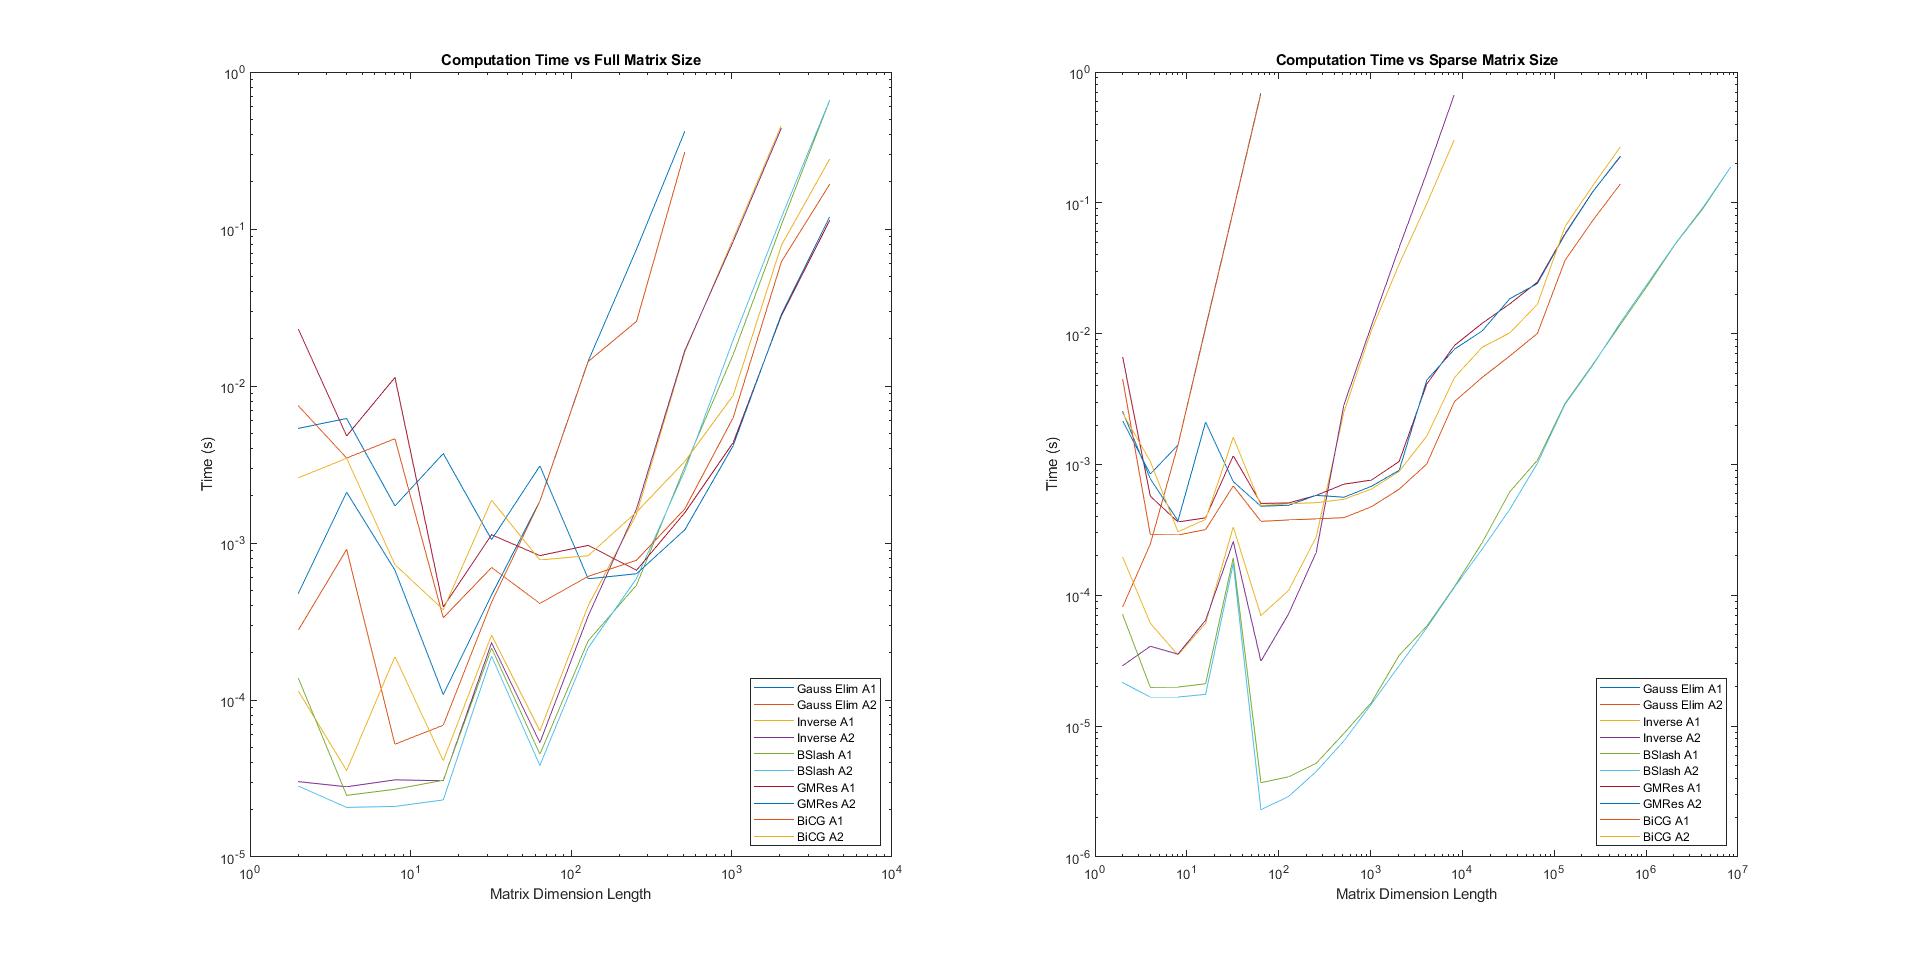 Computation Time vs Full Matrix Size
10^0
10^-1
10^-2
10^-3
10^-4
10^-5
Time (s)
10^0 10^1 10^2 10^3 10^4
Matrix Dimension Length
Gauss Elim A1
Gauss Elim A2
Inverse A1
Inverse A2
BSlash A1
BSlash A2
GMRes A1
GMRes A2
BiCG A1
BiCG A2
Computation Time vs Sparse Matrix Size
10^0
10^-1
10^-2
10^-3
10^-4
10^-5
10^-6
Time (s)
10^0 10^1 10^2 10^3 10^4 10^5 10^6 10^7
Matrix Dimension Length
Gauss Elim A1
Gauss Elim A2
Inverse A1
Inverse A2
BSlash A1
BSlash A2
GMRes A1
GMRes A2
BiCG A1
BiCG A2